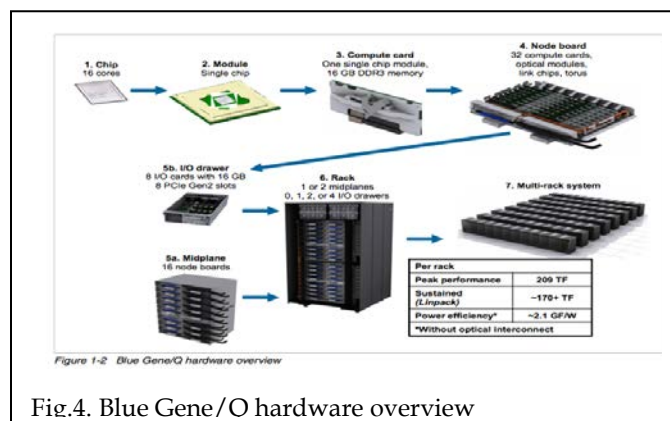 1. Chip
16 cores
2. Module
Single chip
3. Compute card
One single chip module,
16 GB DDR3 memory
4. Node board
32 compute cards,
optical modules,
link chips, torus
5b. I/O drawer
8 I/O cards with 16 GB
8 PCIe Gen2 slots
6. Rack
1 or 2 midplanes
0, 1, 2, or 4 I/O drawers
7. Multi-rack system
5a. Midplane
16 node boards
Per rack
Peak performance 209 TF
Sustained (Linpack) ~170+ TF
Power efficiency* ~2.1 GF/W
*Without optical interconnect
Figure 1-2 Blue Gene/Q hardware overview
Fig.4. Blue Gene/Q hardware overview